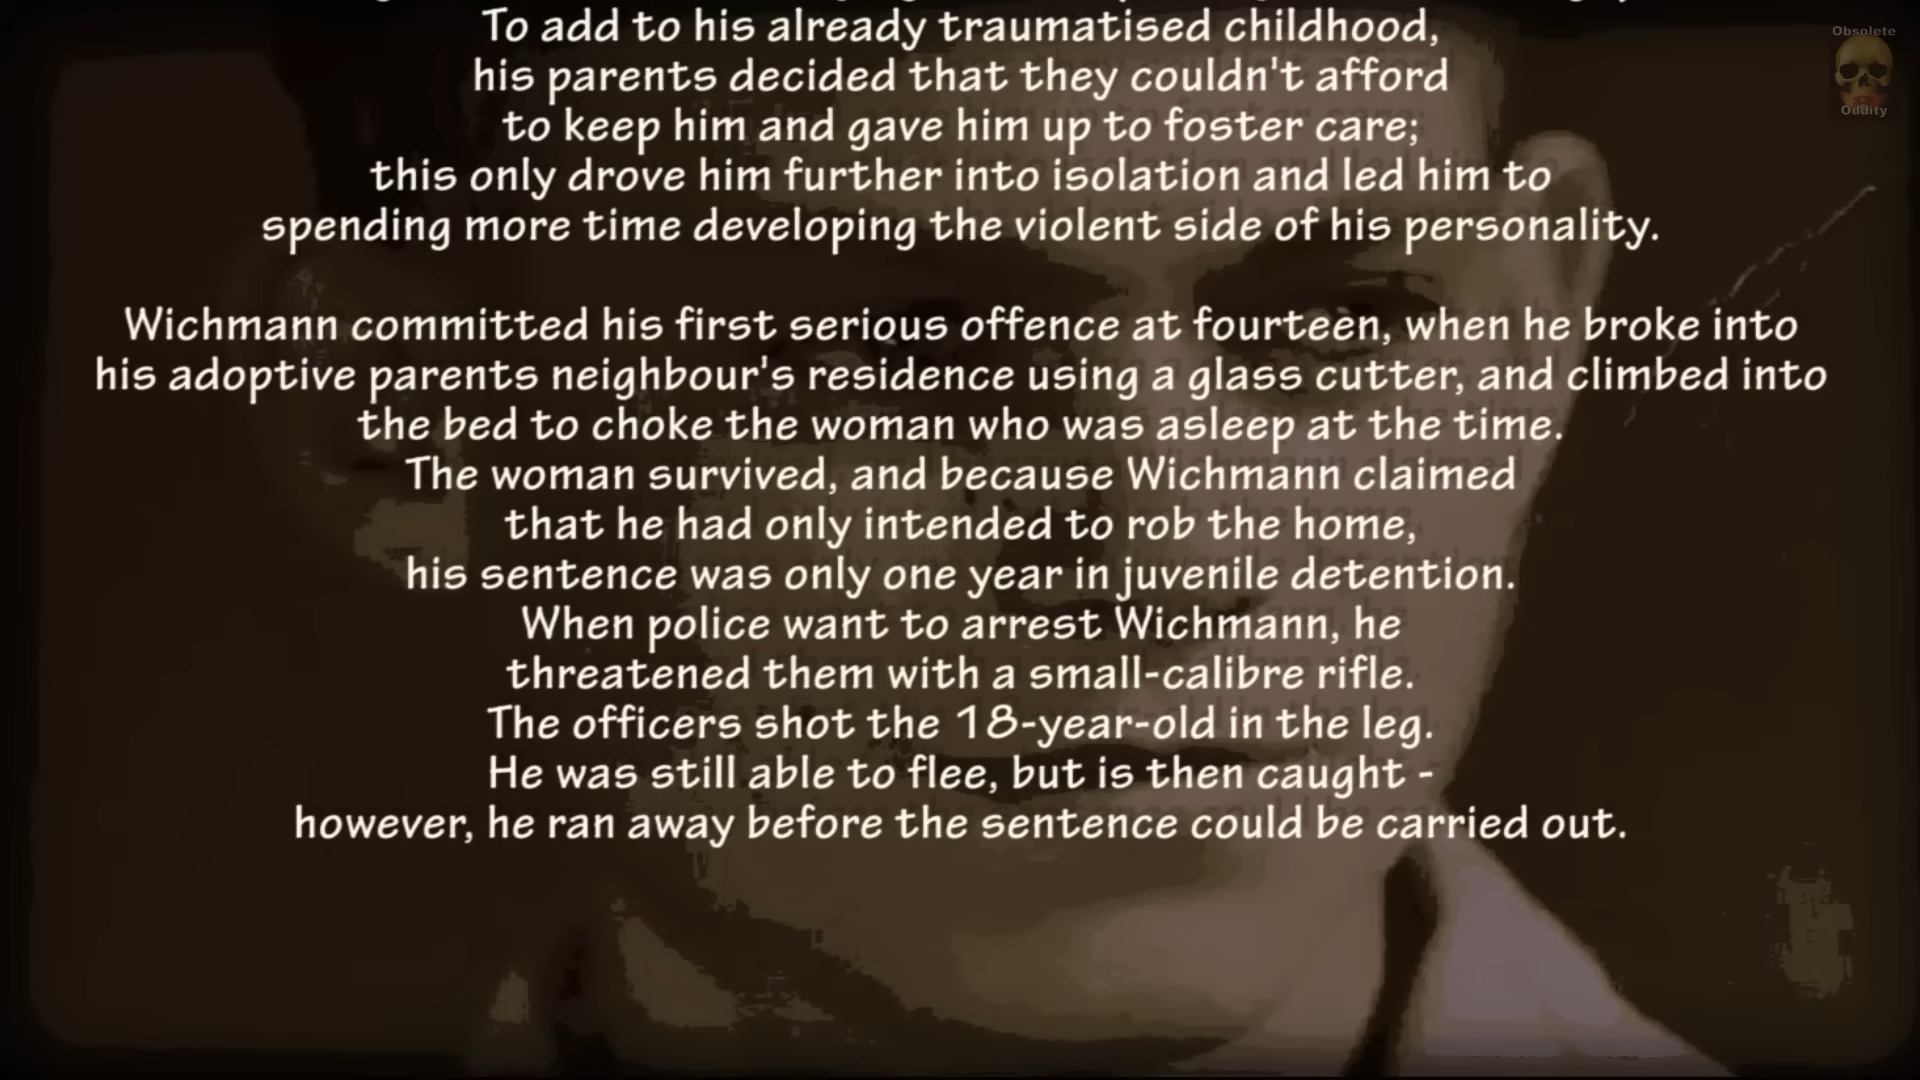 To add to his already traumatised childhood,
his parents decided that they couldn't afford
to keep him and gave him up to foster care;
this only drove him further into isolation and led him to
spending more time developing the violent side of his personality.
Wichmann committed his first serious offence at fourteen, when he broke into
his adoptive parents neighbour's residence using a glass cutter, and climbed into
the bed to choke the woman who was asleep at the time.
The woman survived, and because Wichmann claimed
that he had only intended to rob the home,
his sentence was only one year in juvenile detention.
When police want to arrest Wichmann, he
threatened them with a small-calibre rifle.
The officers shot the 18-year-old in the leg.
He was still able to flee, but is then caught -
however, he ran away before the sentence could be carried out.
Obsolete
Oddity